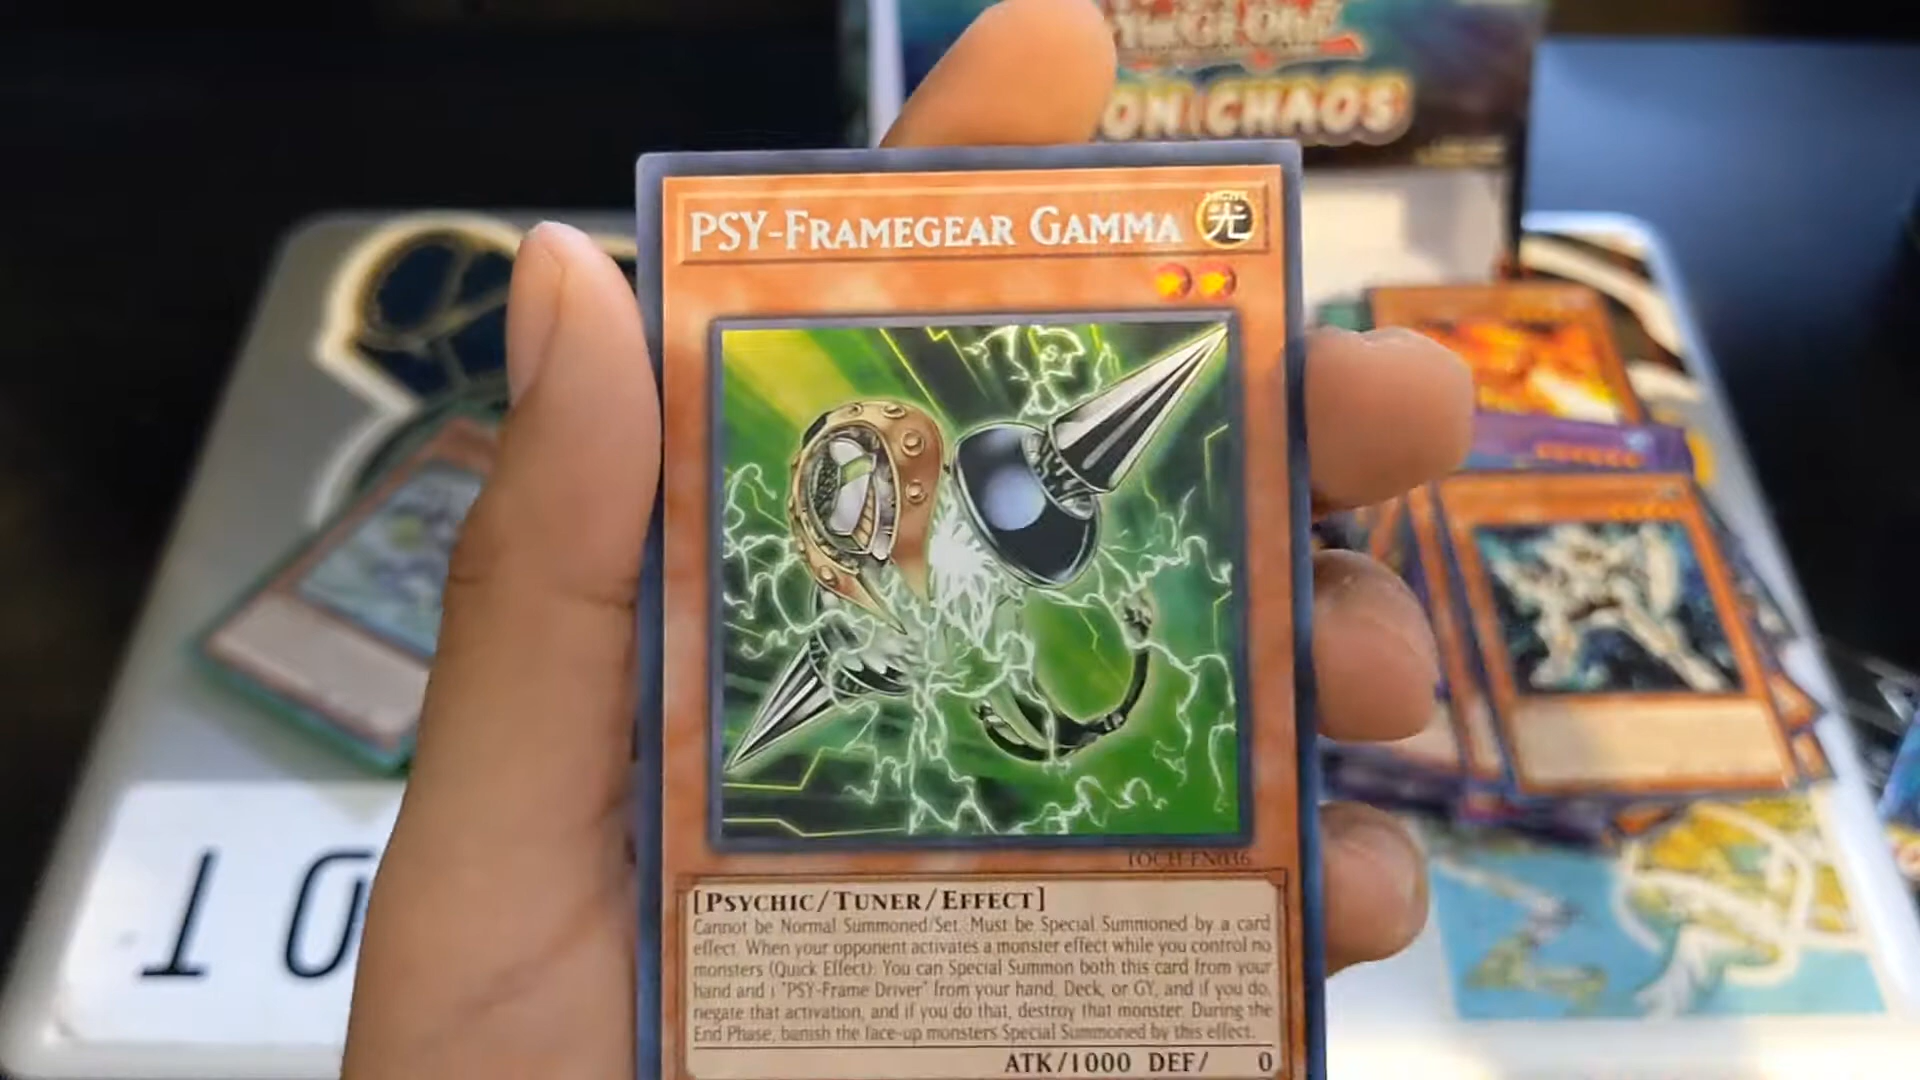 ON CHAOS
PSY-FRAMEGEAR GAMMA
LIGHT
光
TOCH-EN036
[PSYCHIC/TUNER/EFFECT]
Cannot be Normal Summoned/Set. Must be Special Summoned by a card
effect. When your opponent activates a monster effect while you control no
monsters (Quick Effect): You can Special Summon both this card from your
hand and 1 "PSY-Frame Driver" from your hand, Deck, or GY, and if you do,
negate that activation, and if you do that, destroy that monster. During the
End Phase, banish the face-up monsters Special Summoned by this effect.
ATK/1000 DEF/ 0
10